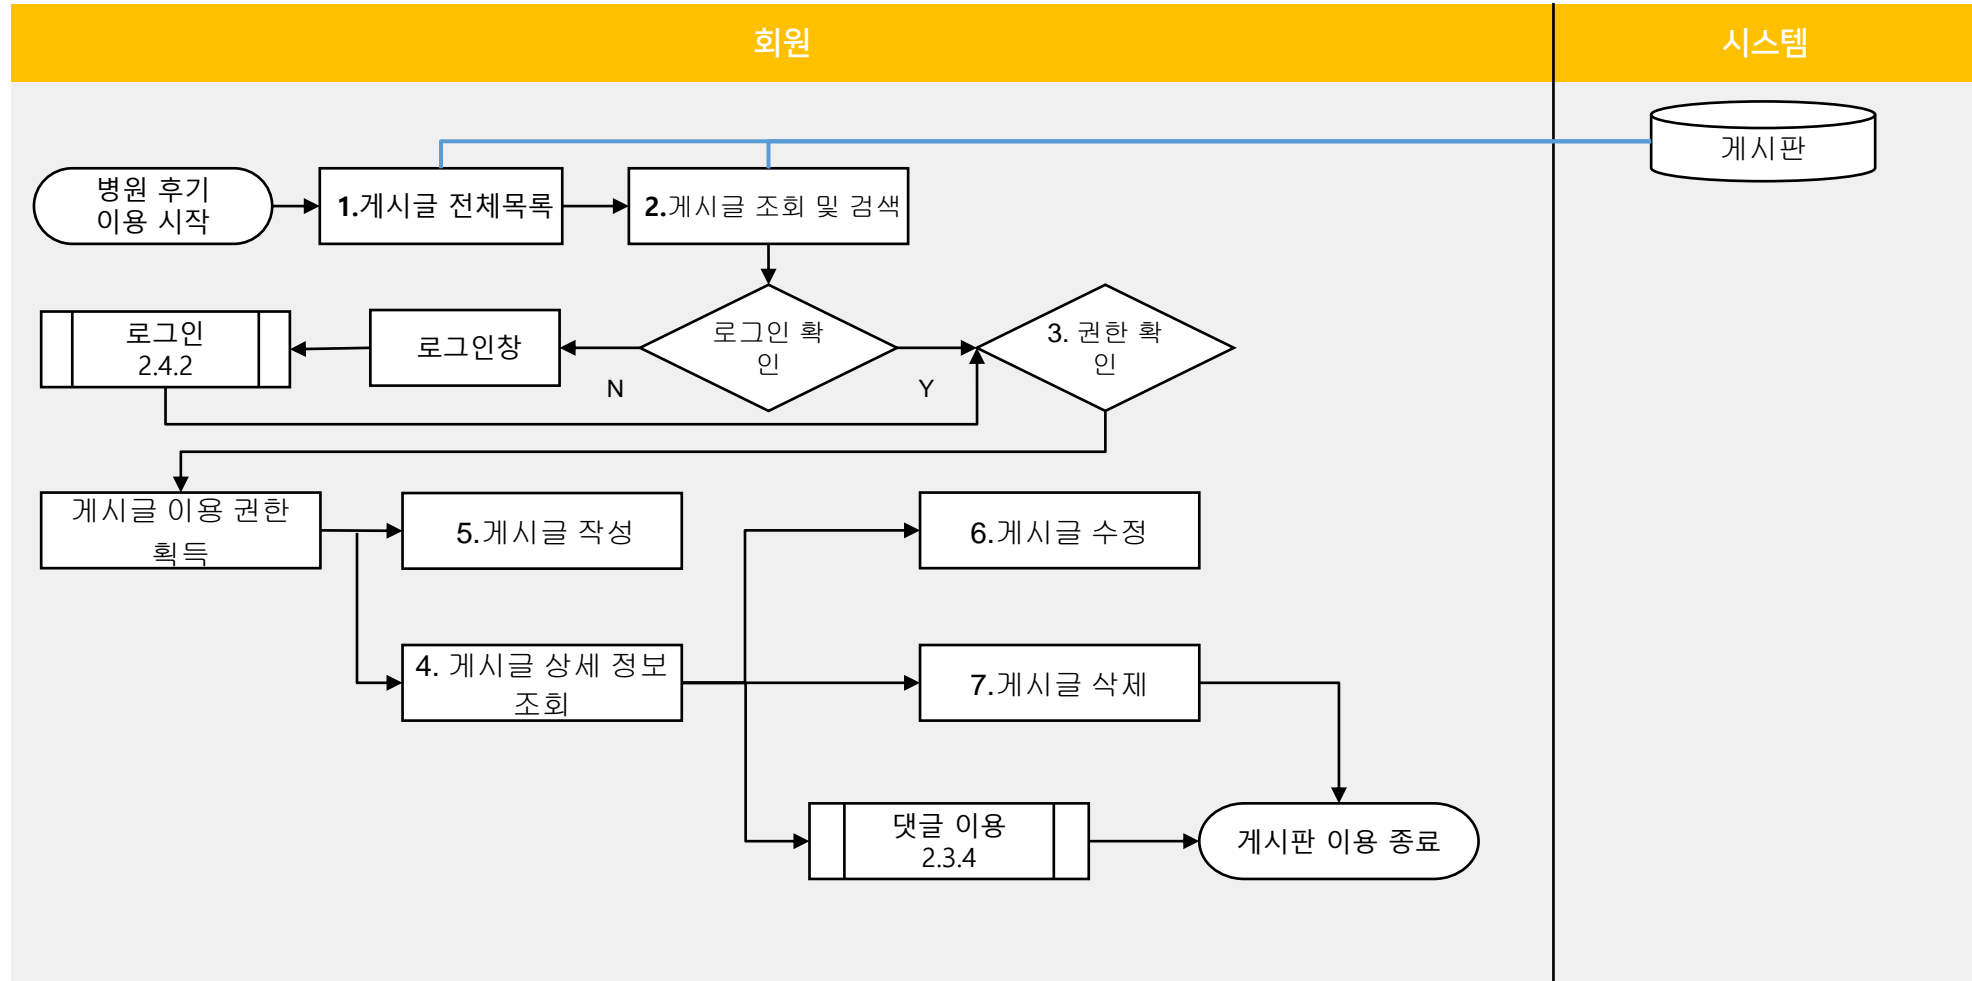 회원
시스템
게시판
병원 후기
이용 시작
1.게시글 전체목록
2.게시글 조회 및 검색
로그인
2.4.2
로그인창
로그인 확
인
3. 권한 확
인
N
Y
게시글 이용 권한
획득
5.게시글 작성
6.게시글 수정
4. 게시글 상세 정보
조회
7.게시글 삭제
댓글 이용
2.3.4
게시판 이용 종료